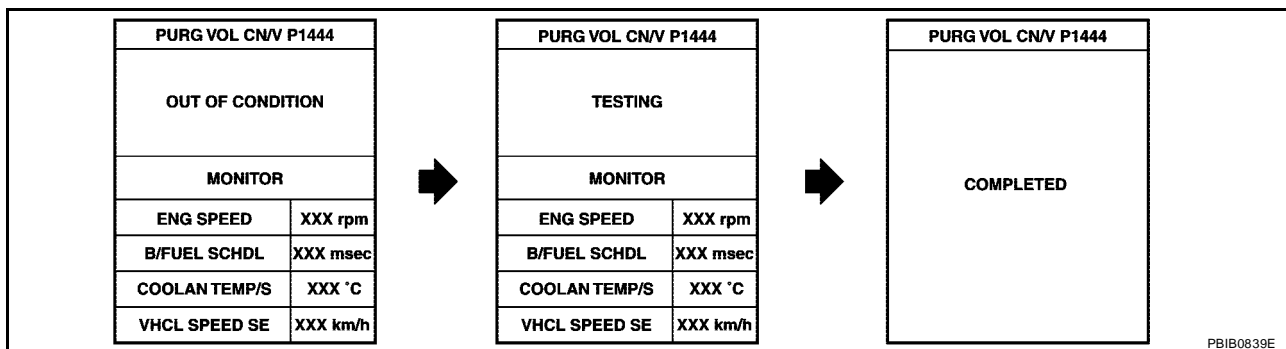 PURG VOL CN/V P1444
OUT OF CONDITION
MONITOR
ENG SPEED XXX rpm
B/FUEL SCHDL XXX msec
COOLAN TEMP/S XXX °C
VHCL SPEED SE XXX km/h
PURG VOL CN/V P1444
TESTING
MONITOR
ENG SPEED XXX rpm
B/FUEL SCHDL XXX msec
COOLAN TEMP/S XXX °C
VHCL SPEED SE XXX km/h
PURG VOL CN/V P1444
COMPLETED
PBIB0839E